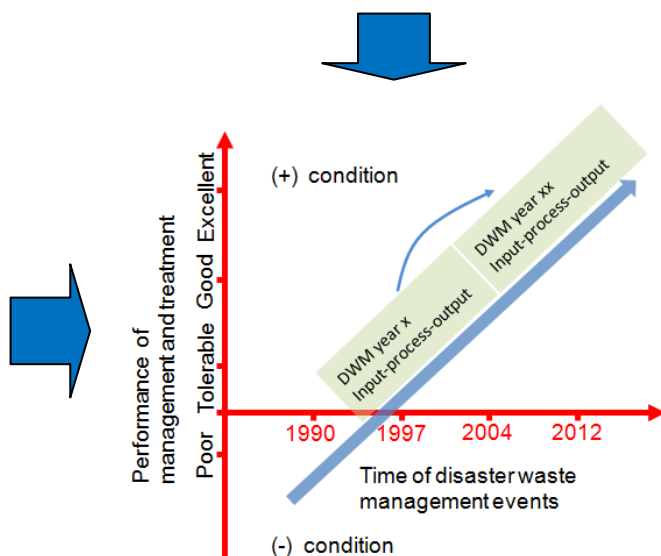 (+) condition
Performance of
management and treatment
Poor Tolerable Good Excellent
DWM year x
Input-process-output
DWM year xx
Input-process-output
1990 1997 2004 2012
Time of disaster waste
management events
(-) condition